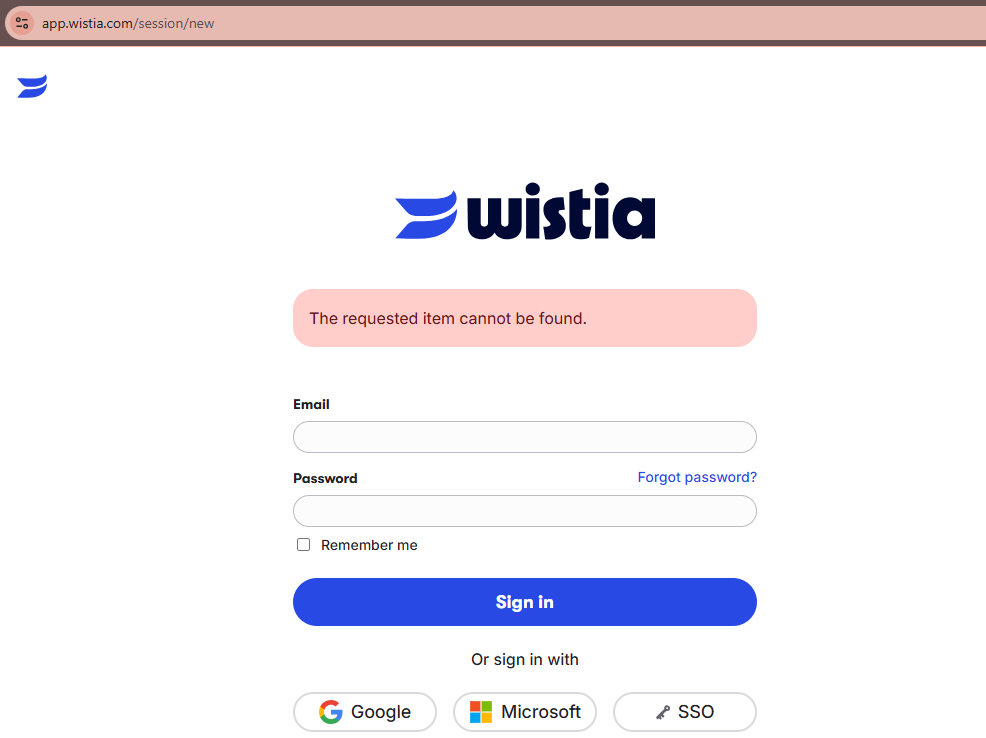 app.wistia.com/session/new
wistia
The requested item cannot be found.
Email
Password
Forgot password?
Remember me
Sign in
Or sign in with
Google
Microsoft
SSO